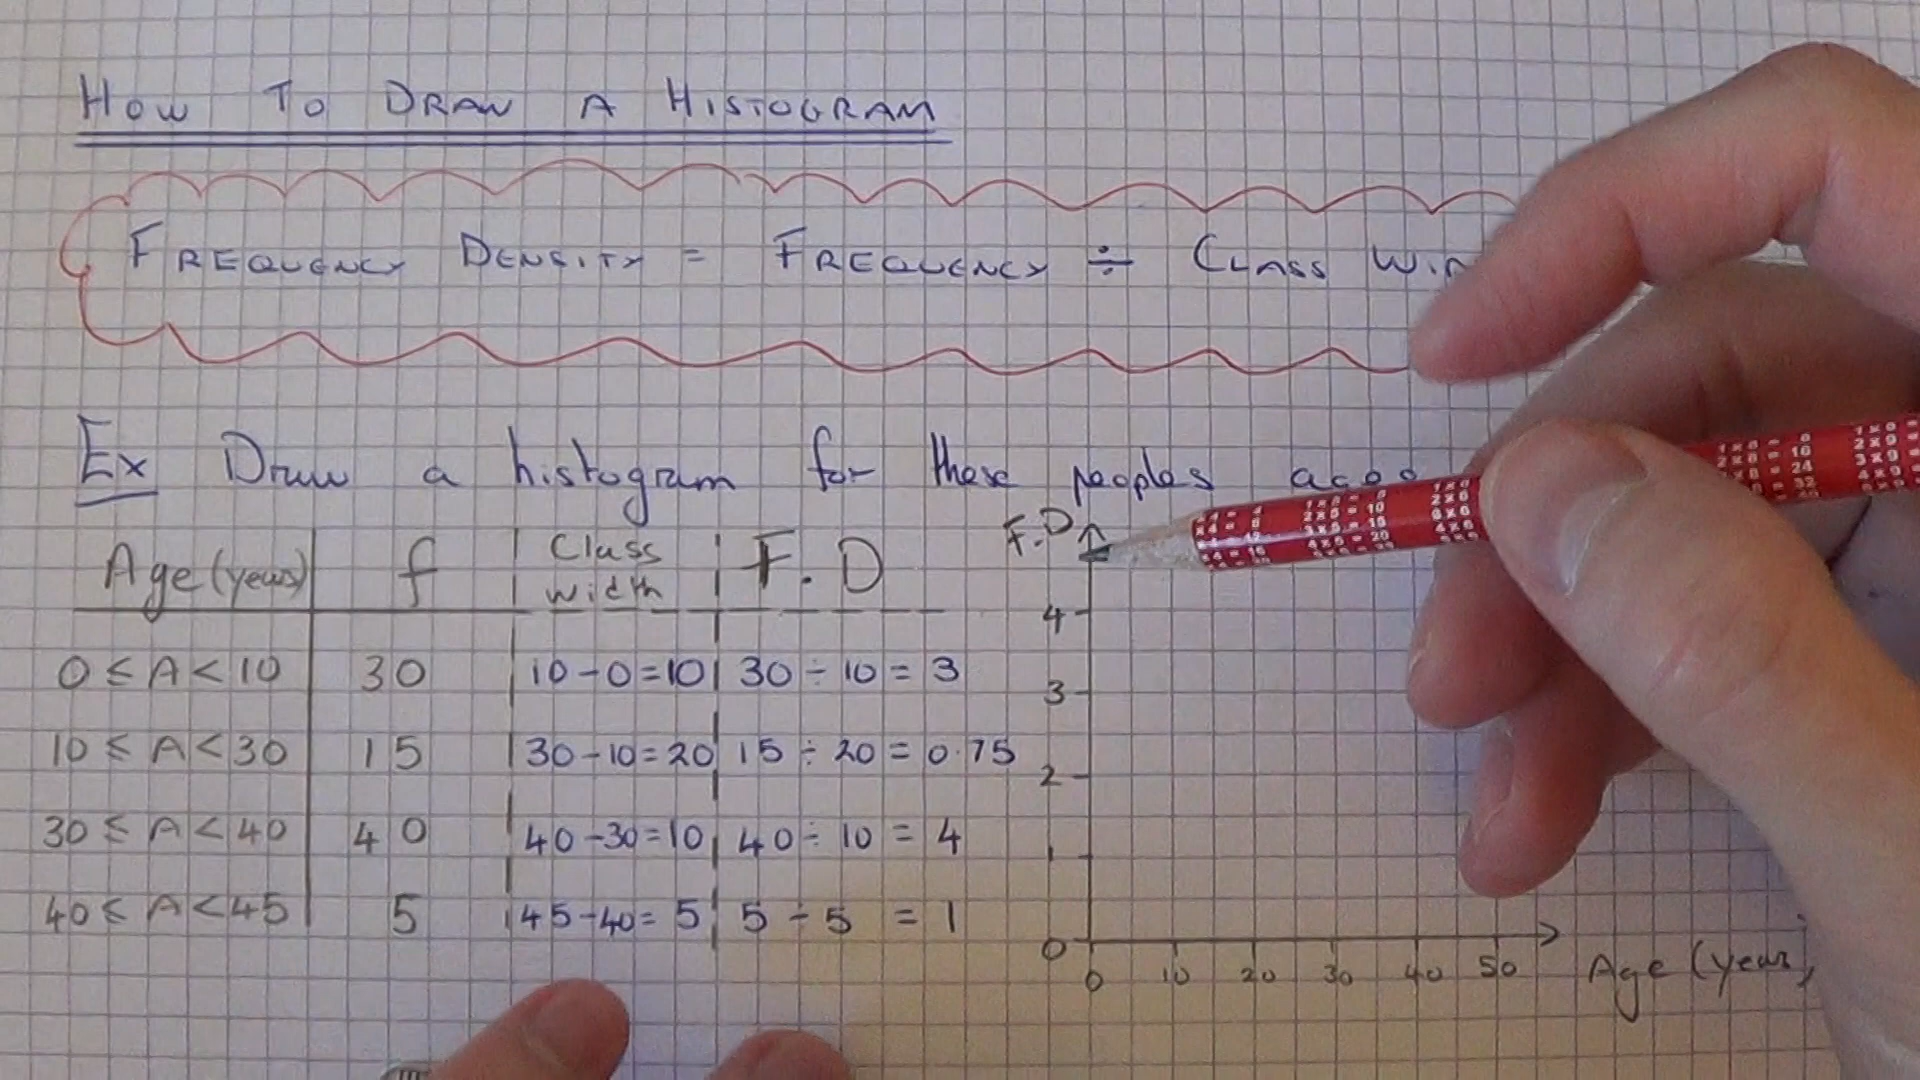 HOW TO DRAW A HISTOGRAM
FREQUENCY DENSITY = FREQUENCY ÷ CLASS
Ex Draw a histogram for these peoples ages
Age (years) f Class width F.D
0 ≤ A < 10 30 10 - 0 = 10 30 ÷ 10 = 3
10 ≤ A < 30 15 30 - 10 = 20 15 ÷ 20 = 0.75
30 ≤ A < 40 40 40 - 30 = 10 40 ÷ 10 = 4
40 ≤ A < 45 5 45 - 40 = 5 5 ÷ 5 = 1
F.D
4
3
2
1
0
0 10 20 30 40 50 Age (years)